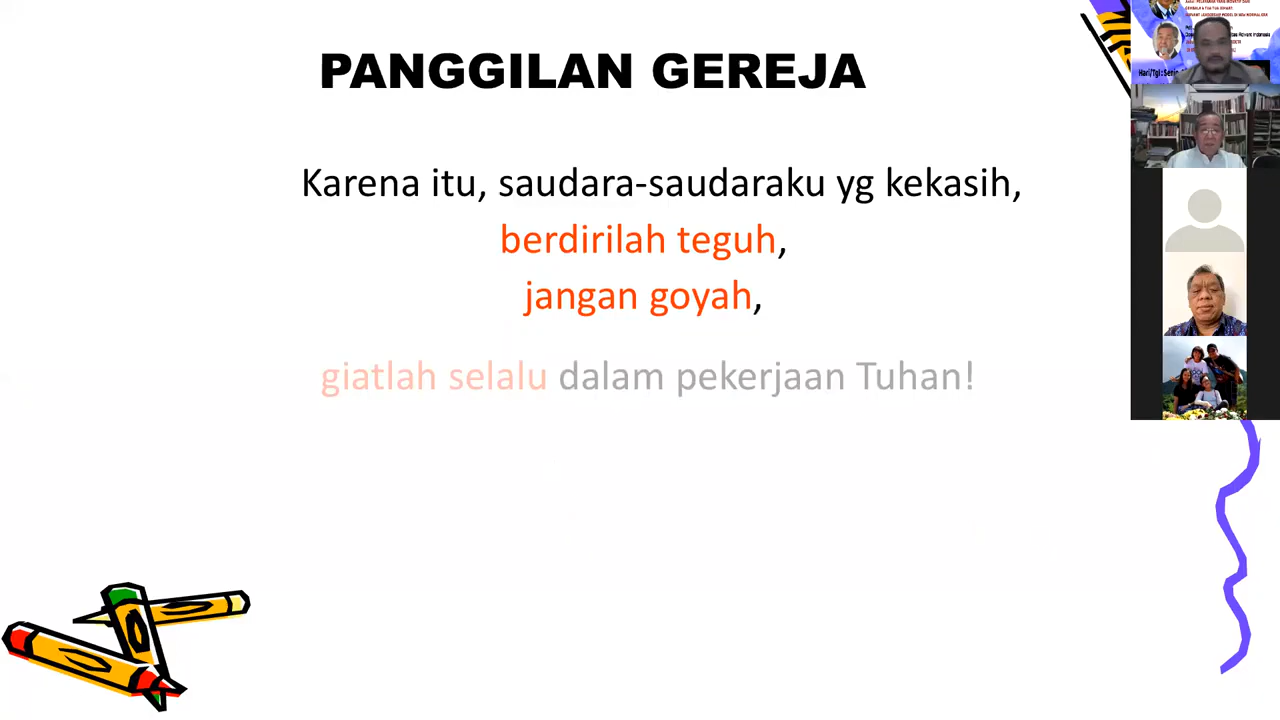 PANGGILAN GEREJA
Karena itu, saudara-saudaraku yg kekasih,
berdirilah teguh,
jangan goyah,
giatlah selalu dalam pekerjaan Tuhan!